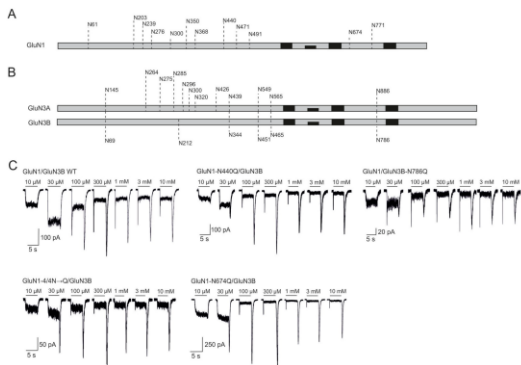 A
N61
N203
N239
N276
N300
N350
N368
N440
N471
N491
N674
N771
GluN1
B
N145
N264
N275
N285
N296
N300
N320
N426
N439
N549
N565
N886
GluN3A
GluN3B
N69
N212
N344
N451
N465
N786
C
GluN1/GluN3B WT
10 µM 30 µM 100 µM 300 µM 1 mM 3 mM 10 mM
100 pA
5 s
GluN1-N440Q/GluN3B
10 µM 30 µM 100 µM 300 µM 1 mM 3 mM 10 mM
100 pA
5 s
GluN1/GluN3B-N786Q
10 µM 30 µM 100 µM 300 µM 1 mM 3 mM 10 mM
20 pA
5 s
GluN1-4/4N→Q/GluN3B
10 µM 30 µM 100 µM 300 µM 1 mM 3 mM 10 mM
50 pA
5 s
GluN1-N674Q/GluN3B
10 µM 30 µM 100 µM 300 µM 1 mM 3 mM 10 mM
250 pA
5 s